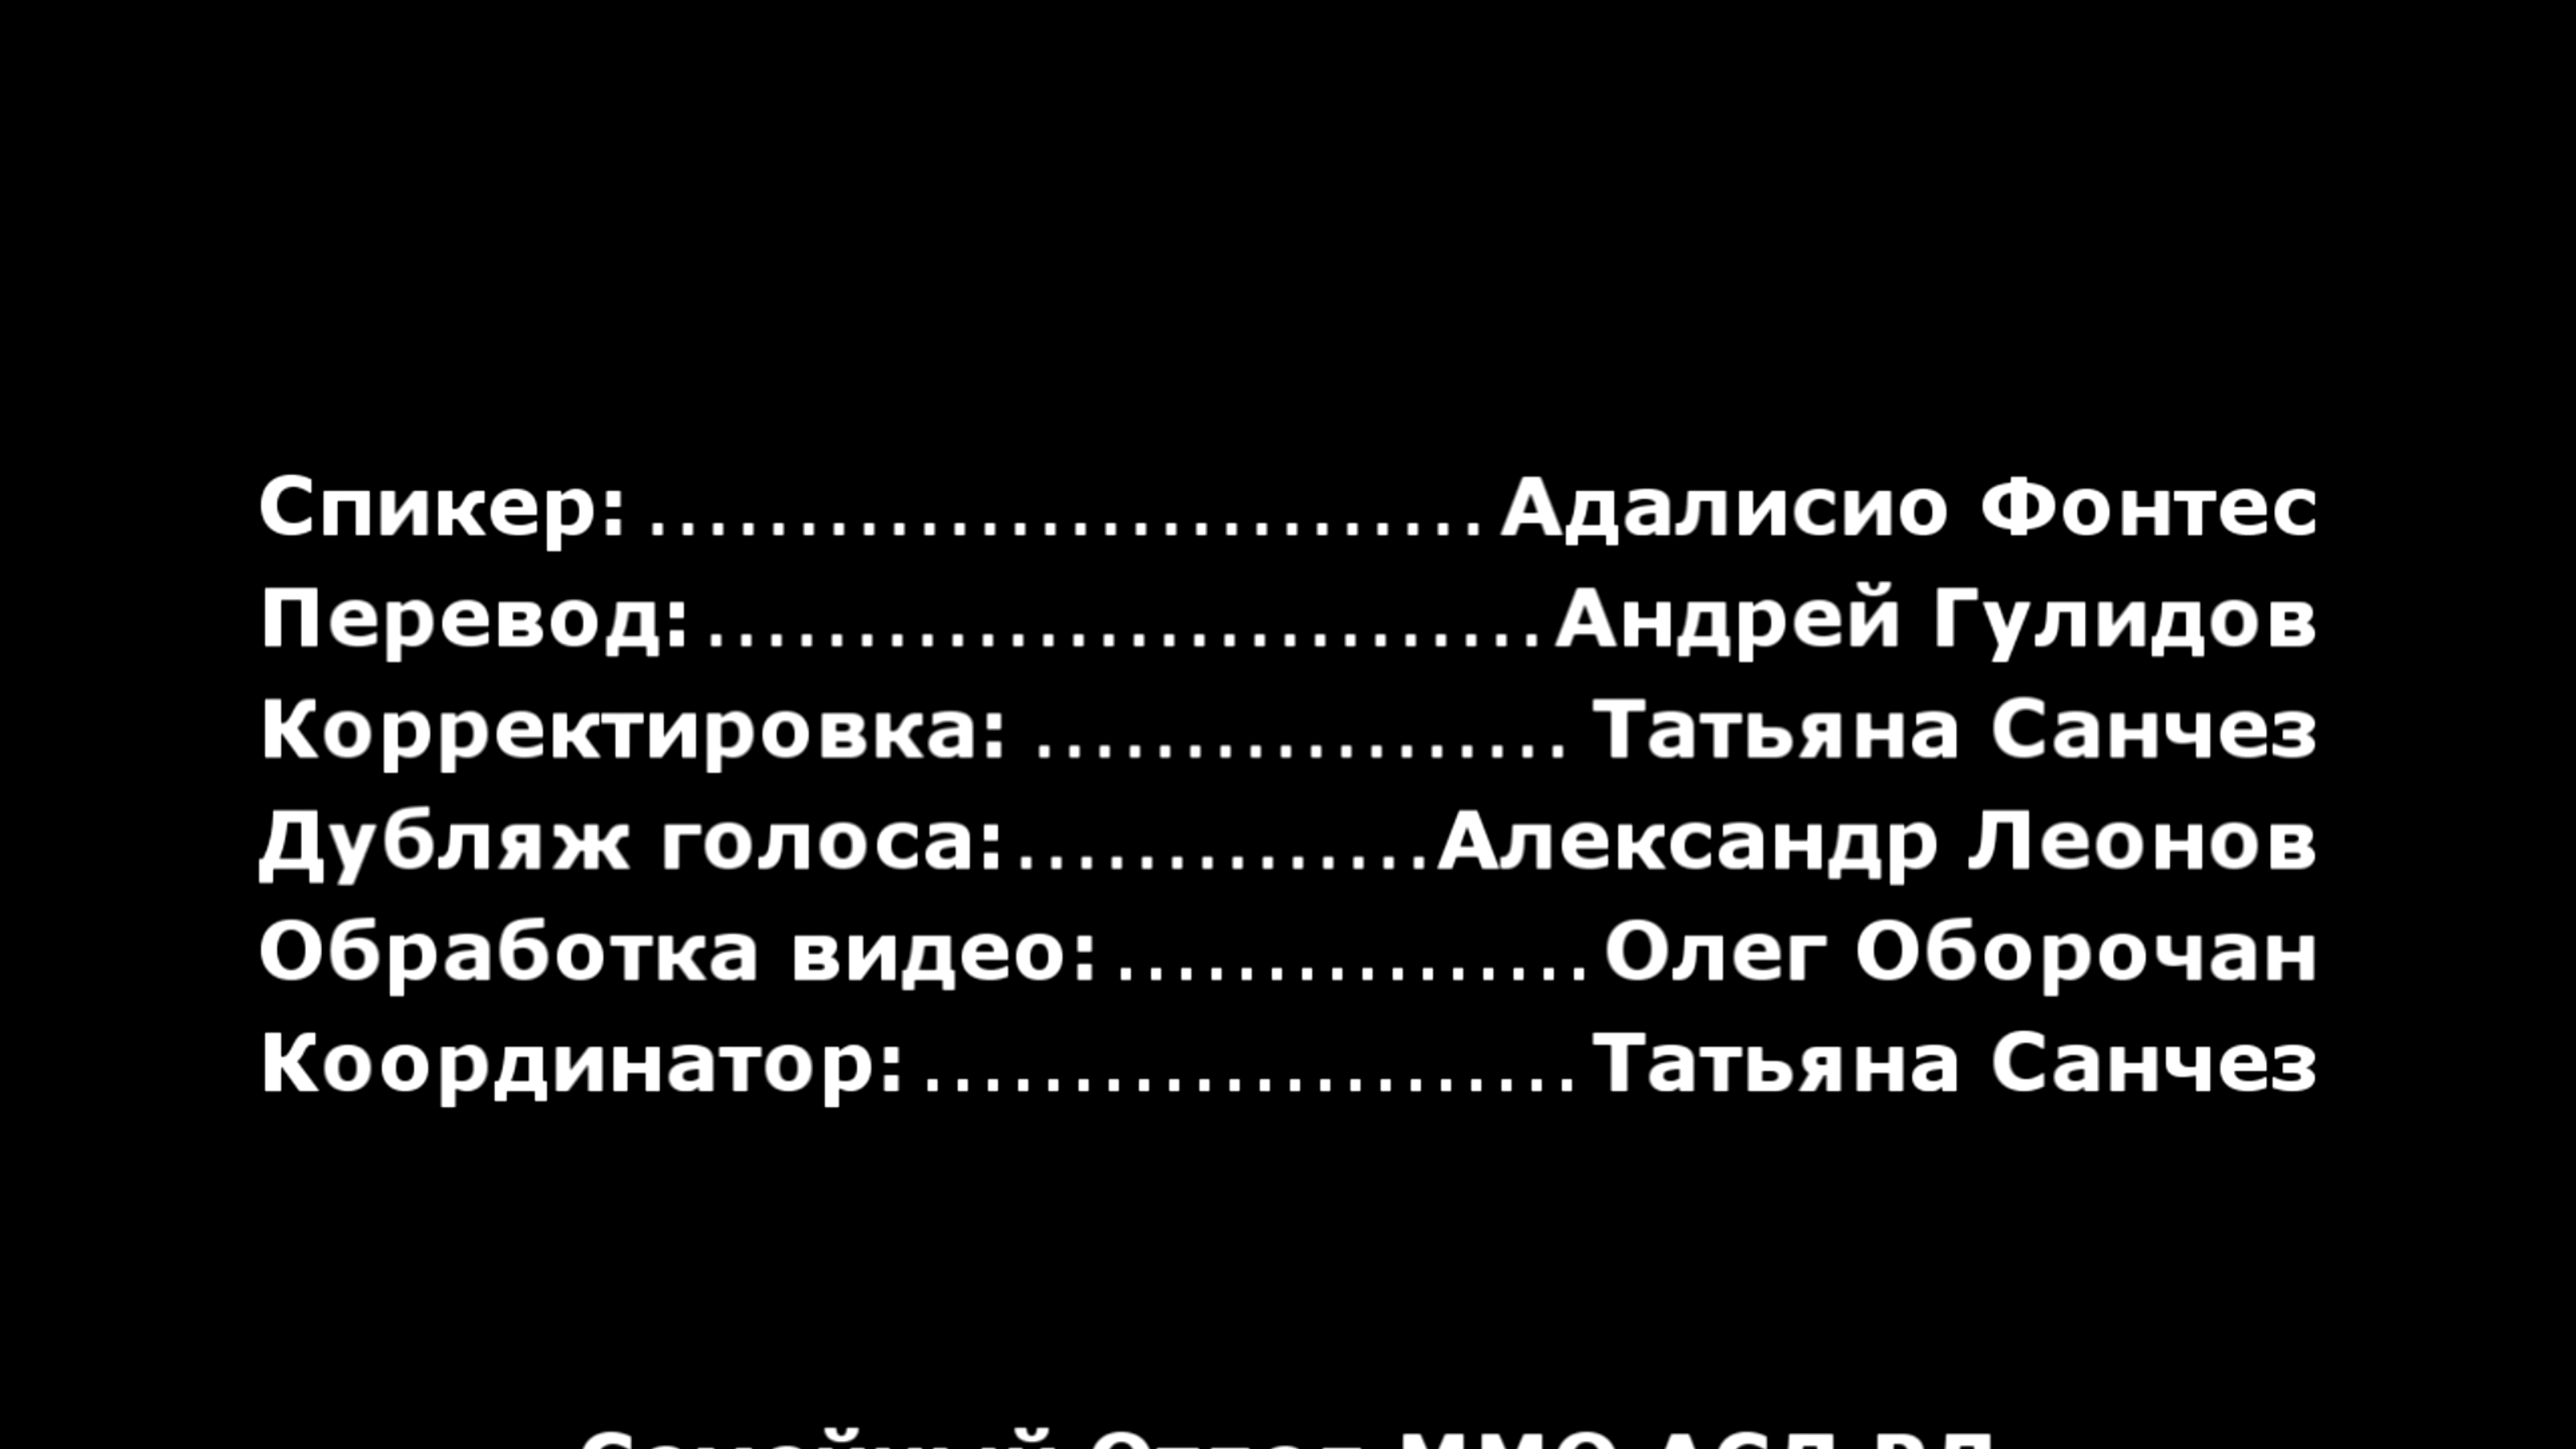 Спикер: ............................ Адалисио Фонтес
Перевод: ............................ Андрей Гулидов
Корректировка: .................. Татьяна Санчез
Дубляж голоса: .............. Александр Леонов
Обработка видео: ................ Олег Оборочан
Координатор: ...................... Татьяна Санчез